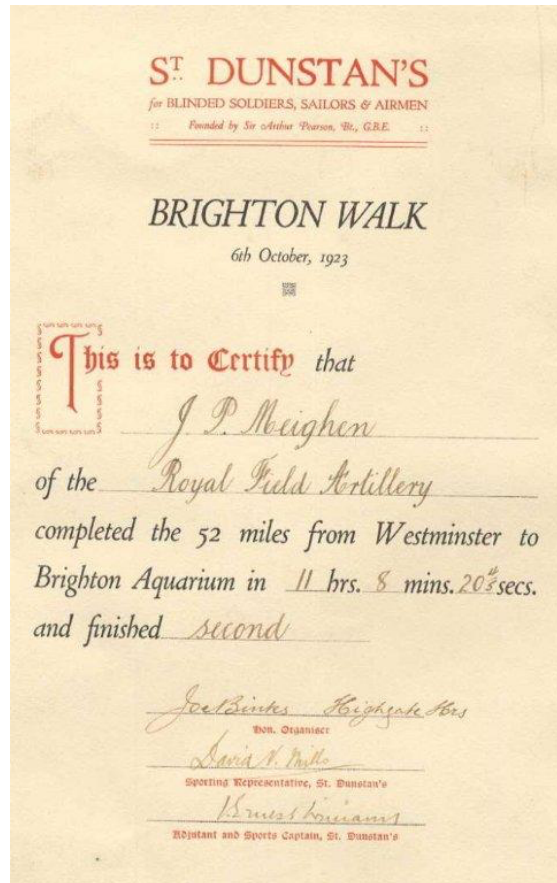 ST. DUNSTAN'S
for BLINDED SOLDIERS, SAILORS & AIRMEN
:: Founded by Sir Arthur Pearson, Bt., G.B.E. ::
BRIGHTON WALK
6th October, 1923
This is to Certify that
J. P. Meighen
of the Royal Field Artillery
completed the 52 miles from Westminster to
Brighton Aquarium in 11 hrs. 8 mins. 20 4/5 secs.
and finished second
Joe Binks Highgate Hrs
Hon. Organiser
David N. Mills
Sporting Representative, St. Dunstan's
Ernest Williams
Adjutant and Sports Captain, St. Dunstan's